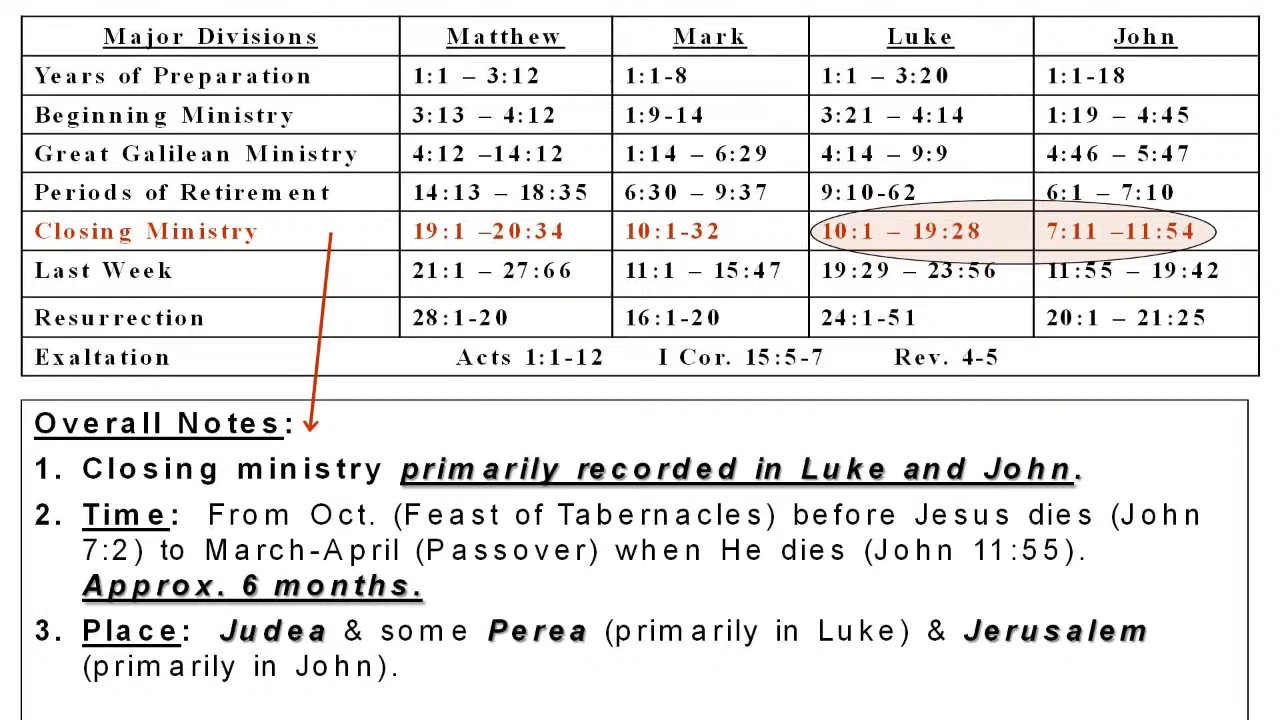 Major Divisions Matthew Mark Luke John
Years of Preparation 1:1 – 3:12 1:1-8 1:1 – 3:20 1:1-18
Beginning Ministry 3:13 – 4:12 1:9-14 3:21 – 4:14 1:19 – 4:45
Great Galilean Ministry 4:12 –14:12 1:14 – 6:29 4:14 – 9:9 4:46 – 5:47
Periods of Retirement 14:13 – 18:35 6:30 – 9:37 9:10-62 6:1 – 7:10
Closing Ministry 19:1 –20:34 10:1-32 10:1 – 19:28 7:11 –11:54
Last Week 21:1 – 27:66 11:1 – 15:47 19:29 – 23:56 11:55 – 19:42
Resurrection 28:1-20 16:1-20 24:1-51 20:1 – 21:25
Exaltation Acts 1:1-12 I Cor. 15:5-7 Rev. 4-5
Overall Notes:
1. Closing ministry primarily recorded in Luke and John.
2. Time: From Oct. (Feast of Tabernacles) before Jesus dies (John
7:2) to March-April (Passover) when He dies (John 11:55).
Approx. 6 months.
3. Place: Judea & some Perea (primarily in Luke) & Jerusalem
(primarily in John).